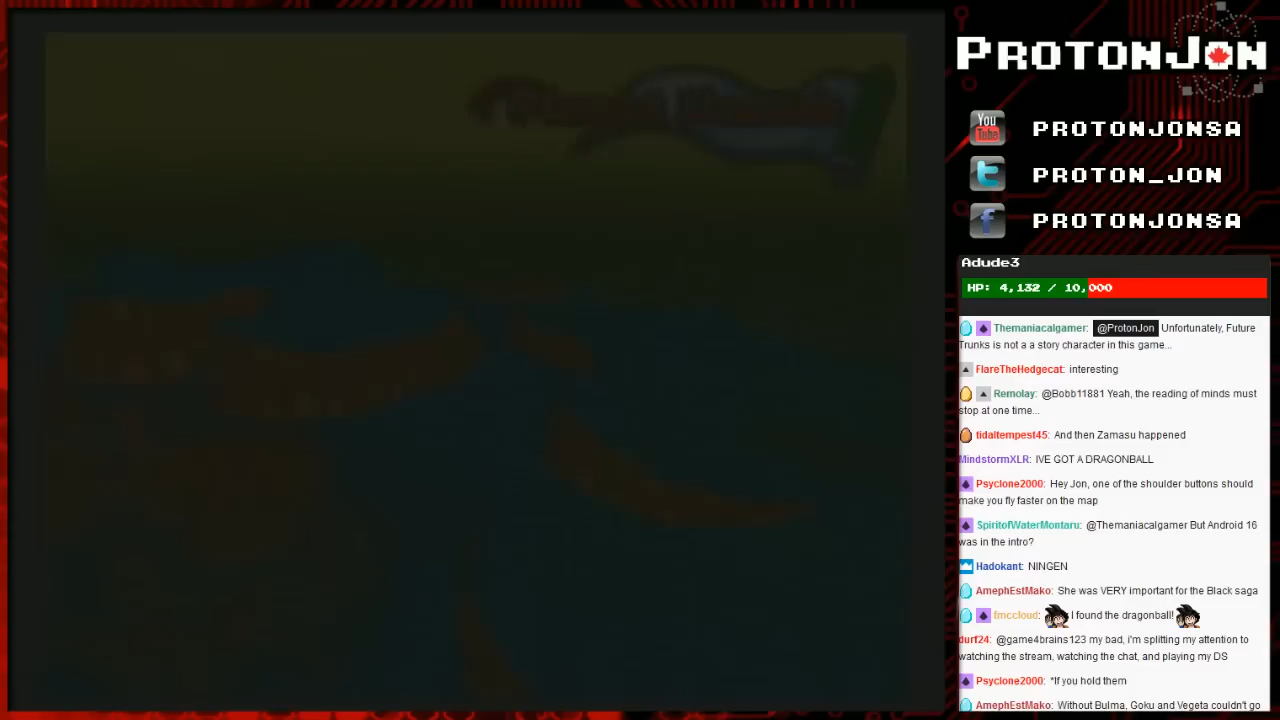 PROTONJON
You Tube PROTONJONSA
PROTON_JON
PROTONJONSA
Adude3
HP: 4,132 / 10,000
Themaniacalgamer: @ProtonJon Unfortunately, Future
Trunks is not a a story character in this game...
FlareTheHedgecat: interesting
Remolay: @Bobb11881 Yeah, the reading of minds must
stop at one time...
tidaltempest45: And then Zamasu happened
MindstormXLR: IVE GOT A DRAGONBALL
Psyclone2000: Hey Jon, one of the shoulder buttons should
make you fly faster on the map
SpiritofWaterMontaru: @Themaniacalgamer But Android 16
was in the intro?
Hadokant: NINGEN
AmephEstMako: She was VERY important for the Black saga
fmccloud: I found the dragonball!
durf24: @game4brains123 my bad, i'm splitting my attention to
watching the stream, watching the chat, and playing my DS
Psyclone2000: *If you hold them
AmephEstMako: Without Bulma, Goku and Vegeta couldn't go